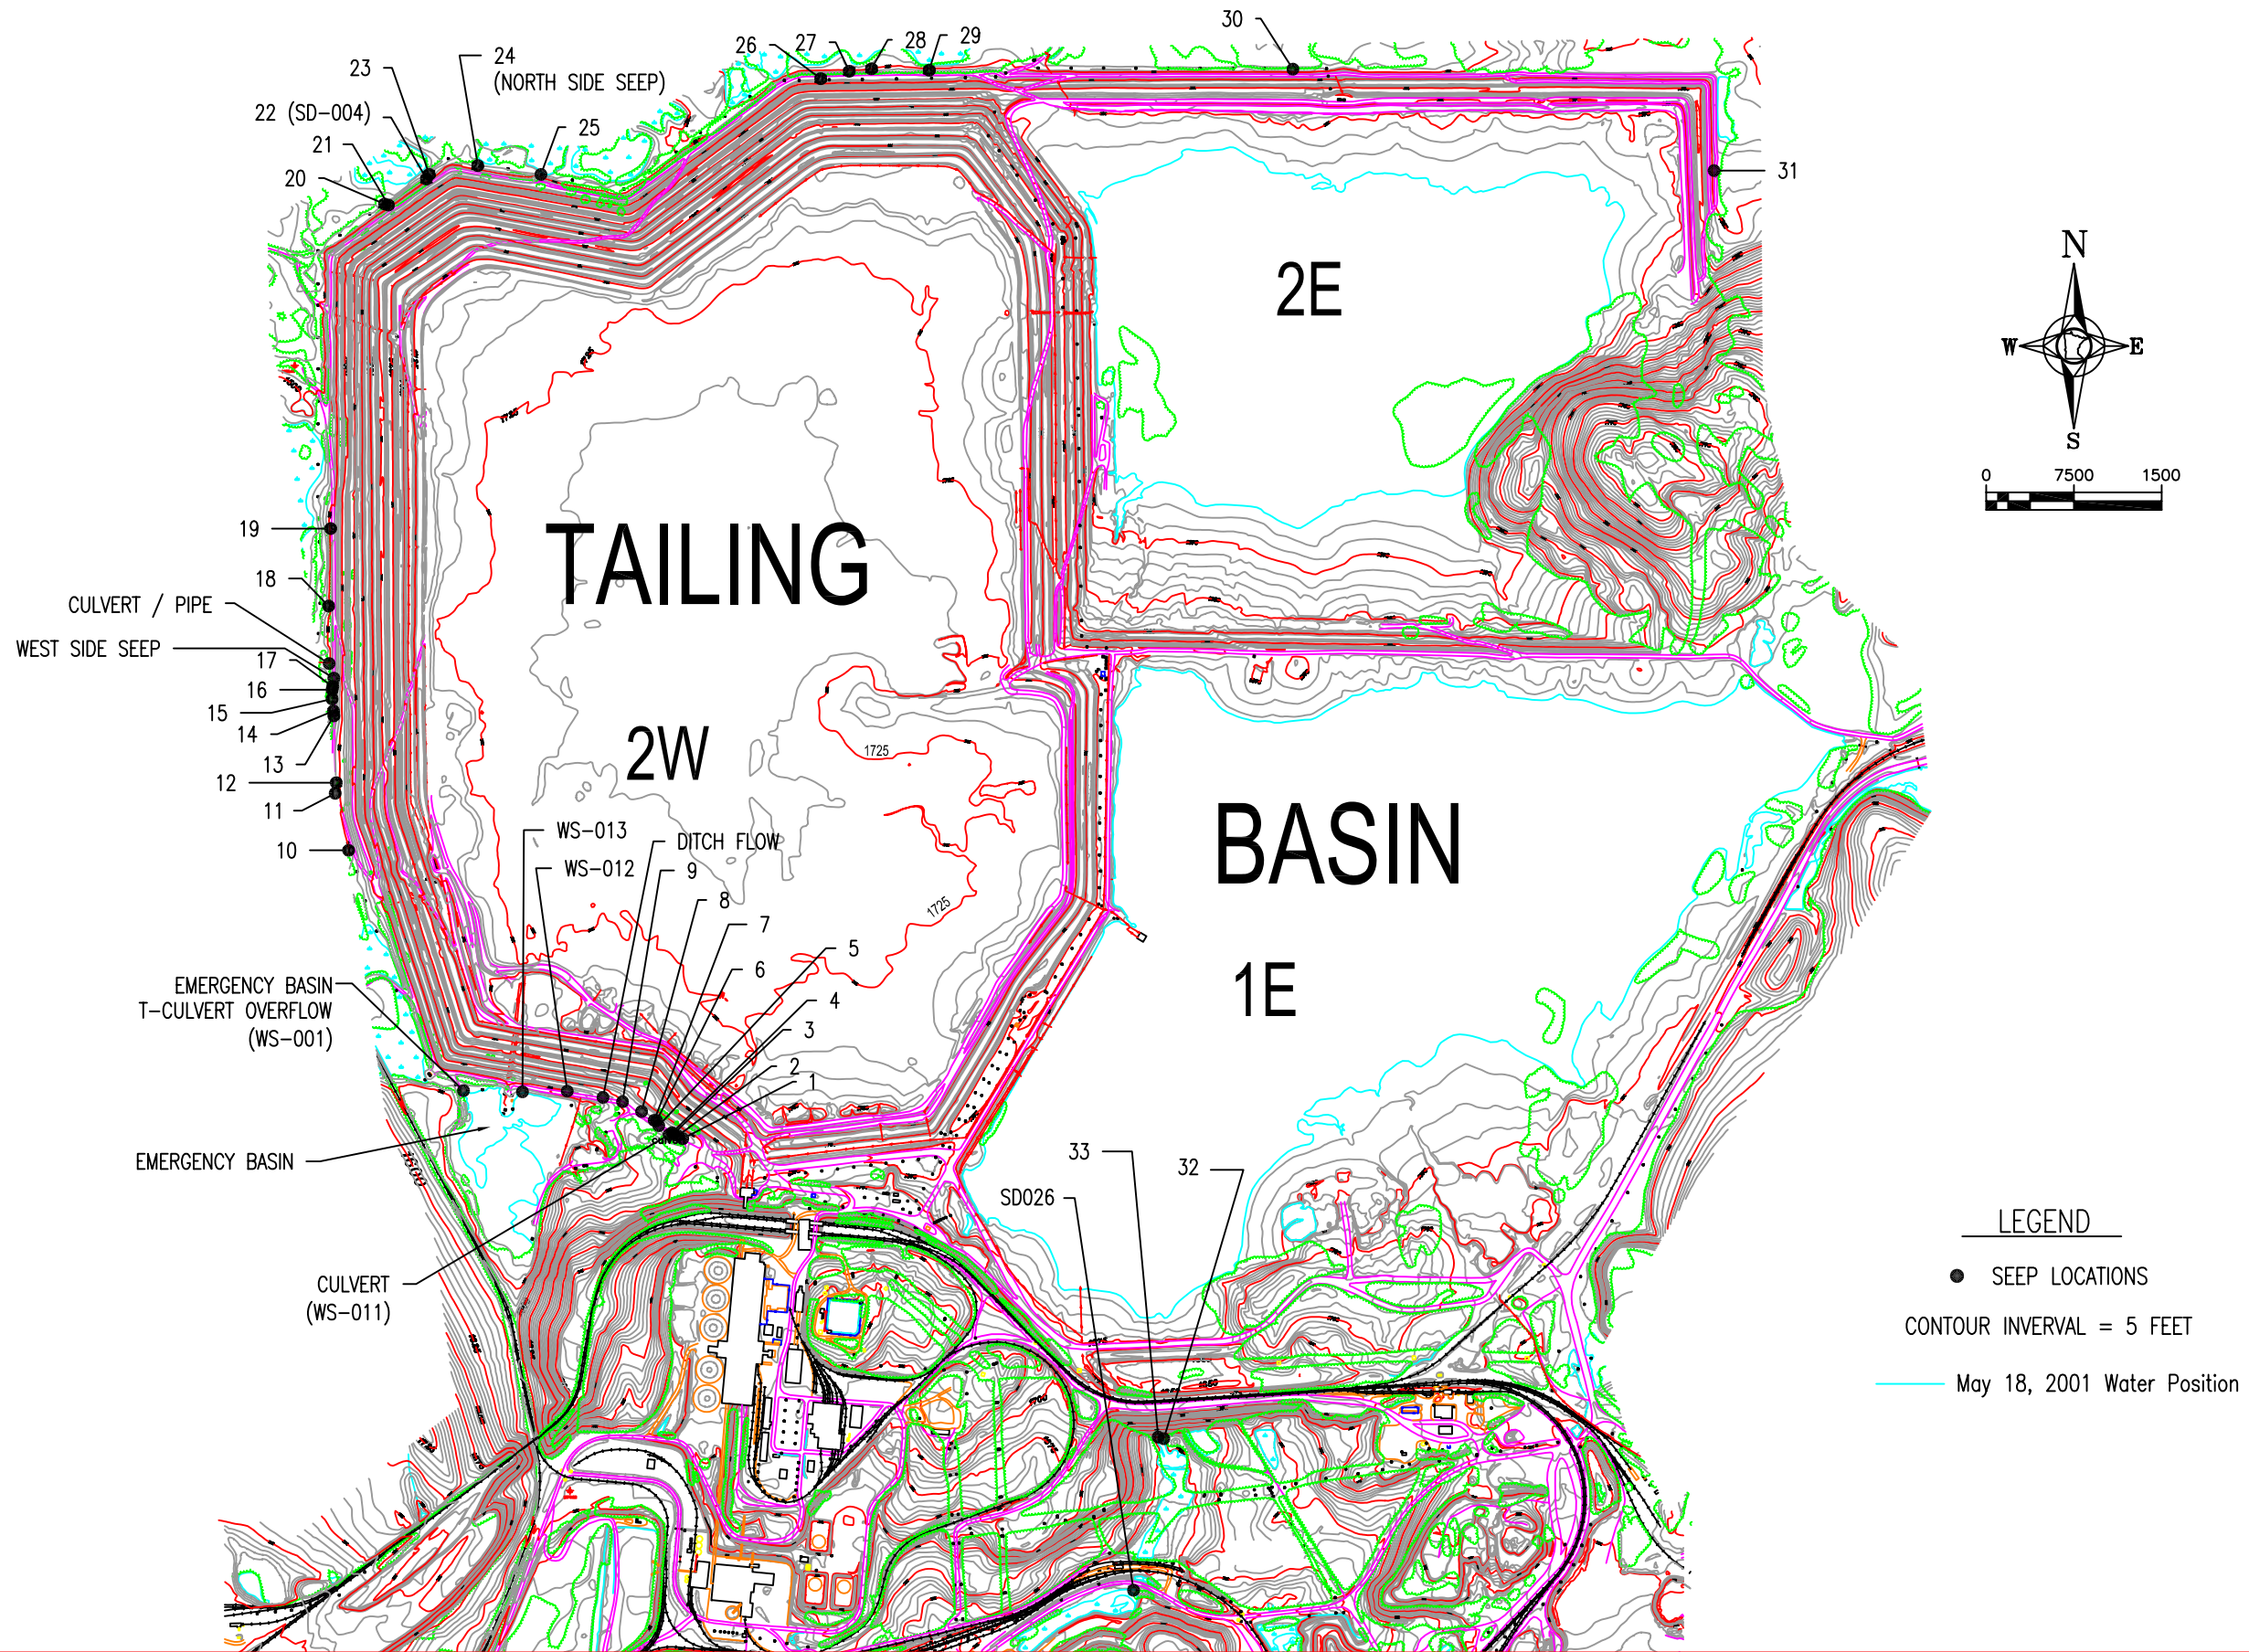 30
26
27
28
29
24
(NORTH SIDE SEEP)
23
22 (SD-004)
21
20
25
31
2E
N
W
E
S
0 7500 1500
TAILING
19
18
CULVERT / PIPE
WEST SIDE SEEP
17
16
15
14
13
12
11
10
2W
1725
BASIN
1E
WS-013
WS-012
DITCH FLOW
9
8
7
6
5
4
3
2
1
1725
EMERGENCY BASIN
T-CULVERT OVERFLOW
(WS-001)
EMERGENCY BASIN
1600
CULVERT
(WS-011)
33
32
SD026
LEGEND
SEEP LOCATIONS
CONTOUR INVERVAL = 5 FEET
May 18, 2001 Water Position